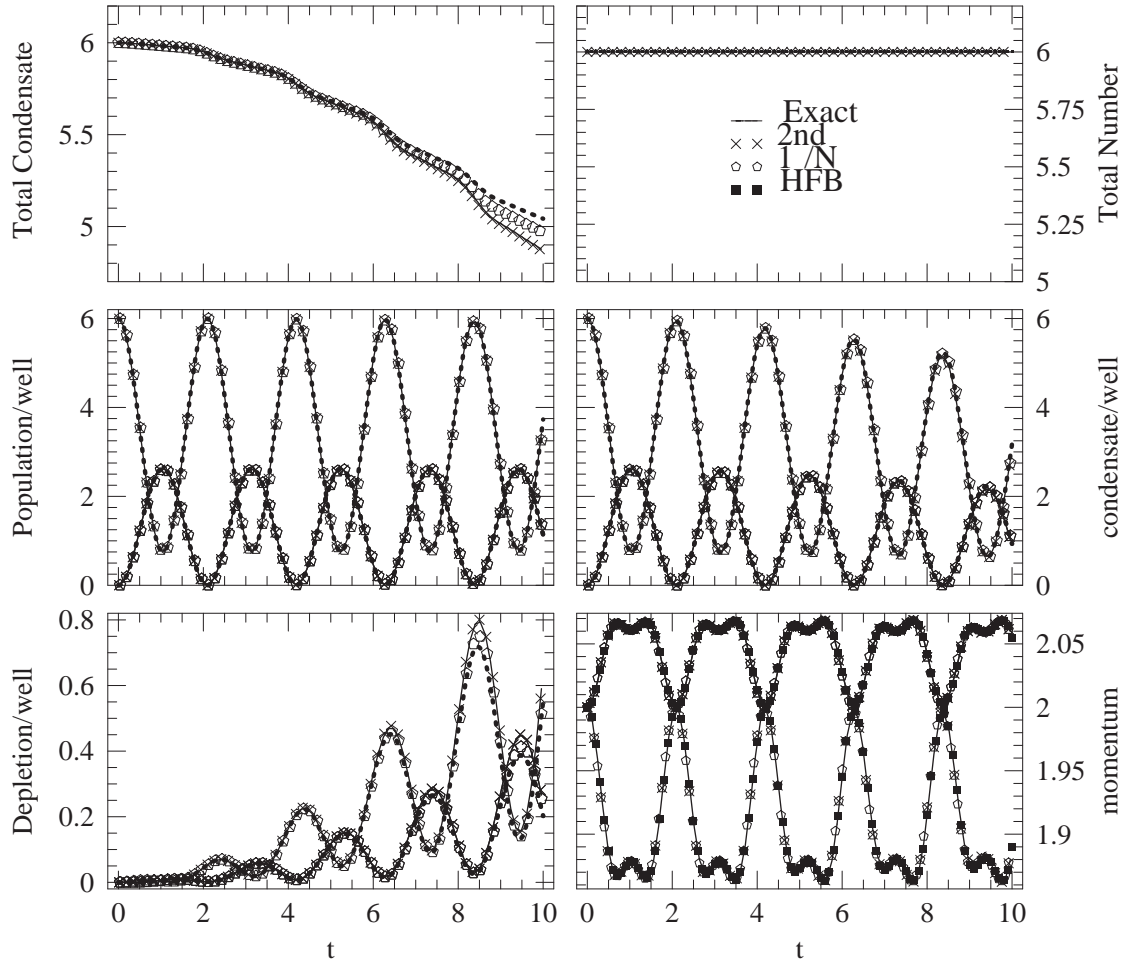 Total Condensate
6
5.5
5
Total Number
6
5.75
5.5
5.25
5
Exact
2nd
1 /N
HFB
Population/well
6
4
2
0
condensate/well
6
4
2
0
Depletion/well
0.8
0.6
0.4
0.2
0
momentum
2.05
2
1.95
1.9
0 2 4 6 8 10
0 2 4 6 8 10
t
t